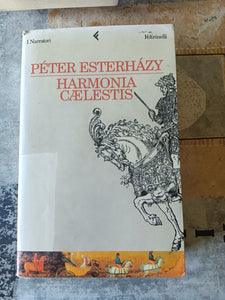 I Narratori
Feltrinelli
PÉTER ESTERHÁZY
HARMONIA
CÆLESTIS